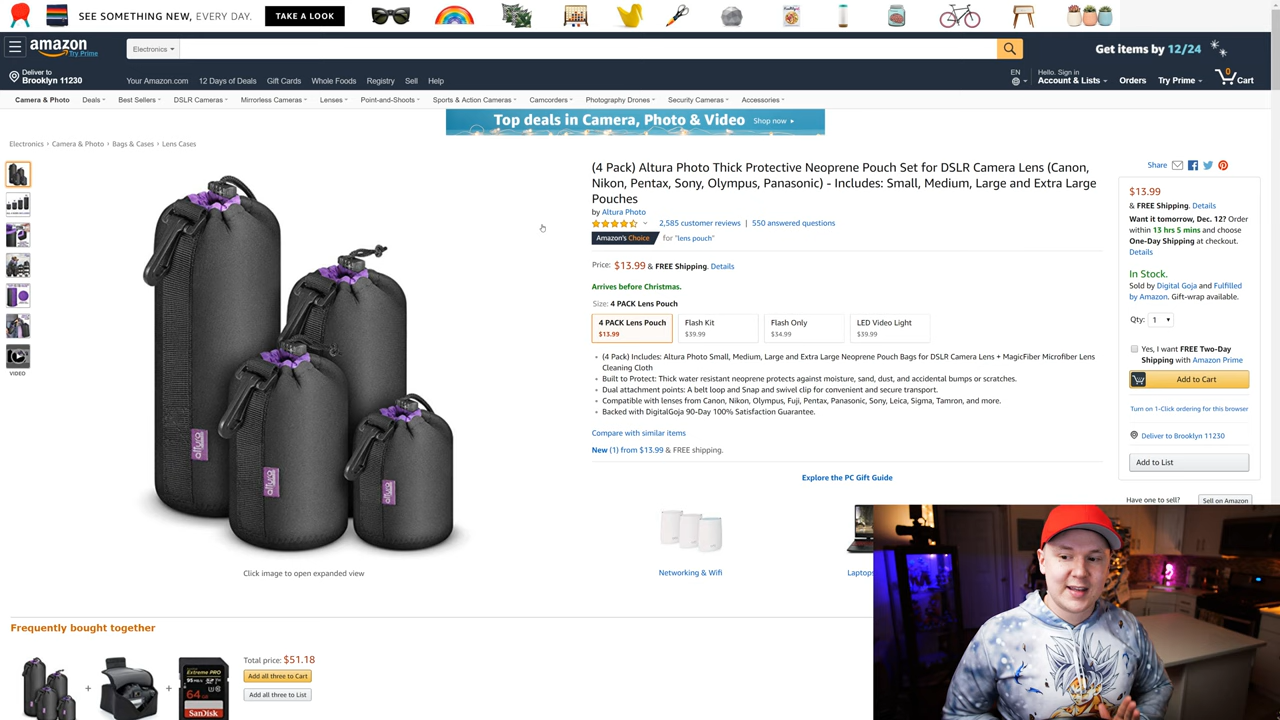 SEE SOMETHING NEW, EVERY DAY. TAKE A LOOK
amazon
Try Prime
Electronics
Get items by 12/24
Deliver to
Brooklyn 11230
Your Amazon.com 12 Days of Deals Gift Cards Whole Foods Registry Sell Help
EN
Hello. Sign in
Account & Lists
Orders
Try Prime
0
Cart
Camera & Photo Deals Best Sellers DSLR Cameras Mirrorless Cameras Lenses Point-and-Shoots Sports & Action Cameras Camcorders Photography Drones Security Cameras Accessories
Top deals in Camera, Photo & Video Shop now
Electronics › Camera & Photo › Bags & Cases › Lens Cases
VIDEO
altura
altura
altura
Click image to open expanded view
(4 Pack) Altura Photo Thick Protective Neoprene Pouch Set for DSLR Camera Lens (Canon,
Nikon, Pentax, Sony, Olympus, Panasonic) - Includes: Small, Medium, Large and Extra Large
Pouches
by Altura Photo
2,585 customer reviews | 550 answered questions
Amazon's Choice for "lens pouch"
Price: $13.99 & FREE Shipping. Details
Arrives before Christmas.
Size: 4 PACK Lens Pouch
4 PACK Lens Pouch
$13.99
Flash Kit
$39.99
Flash Only
$34.99
LED Video Light
$39.99
• (4 Pack) Includes: Altura Photo Small, Medium, Large and Extra Large Neoprene Pouch Bags for DSLR Camera Lens + MagicFiber Microfiber Lens
Cleaning Cloth
• Built to Protect: Thick water resistant neoprene protects against moisture, sand, dust, and accidental bumps or scratches.
• Dual attachment points: A belt loop and Snap and swivel clip for convenient and secure transport.
• Compatible with lenses from Canon, Nikon, Olympus, Fuji, Pentax, Panasonic, Sony, Leica, Sigma, Tamron, and more.
• Backed with DigitalGoja 90-Day 100% Satisfaction Guarantee.
Compare with similar items
New (1) from $13.99 & FREE shipping.
Explore the PC Gift Guide
Networking & Wifi
Laptops
Share
$13.99
& FREE Shipping. Details
Want it tomorrow, Dec. 12? Order
within 13 hrs 5 mins and choose
One-Day Shipping at checkout.
Details
In Stock.
Sold by Digital Goja and Fulfilled
by Amazon. Gift-wrap available.
Qty: 1
Yes, I want FREE Two-Day
Shipping with Amazon Prime
Add to Cart
Turn on 1-Click ordering for this browser
Deliver to Brooklyn 11230
Add to List
Have one to sell? Sell on Amazon
Frequently bought together
Total price: $51.18
Add all three to Cart
Add all three to List
+
+
Extreme PRO
95 MB/s
64
SanDisk